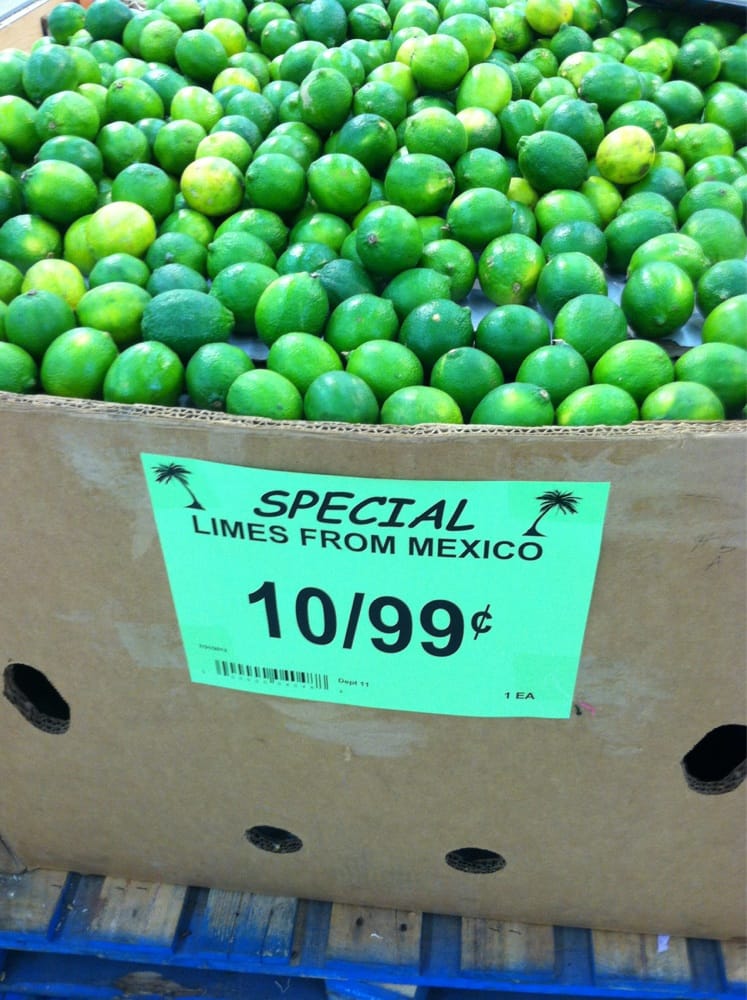 SPECIAL
LIMES FROM MEXICO
10/99¢
Dept 11
1 EA